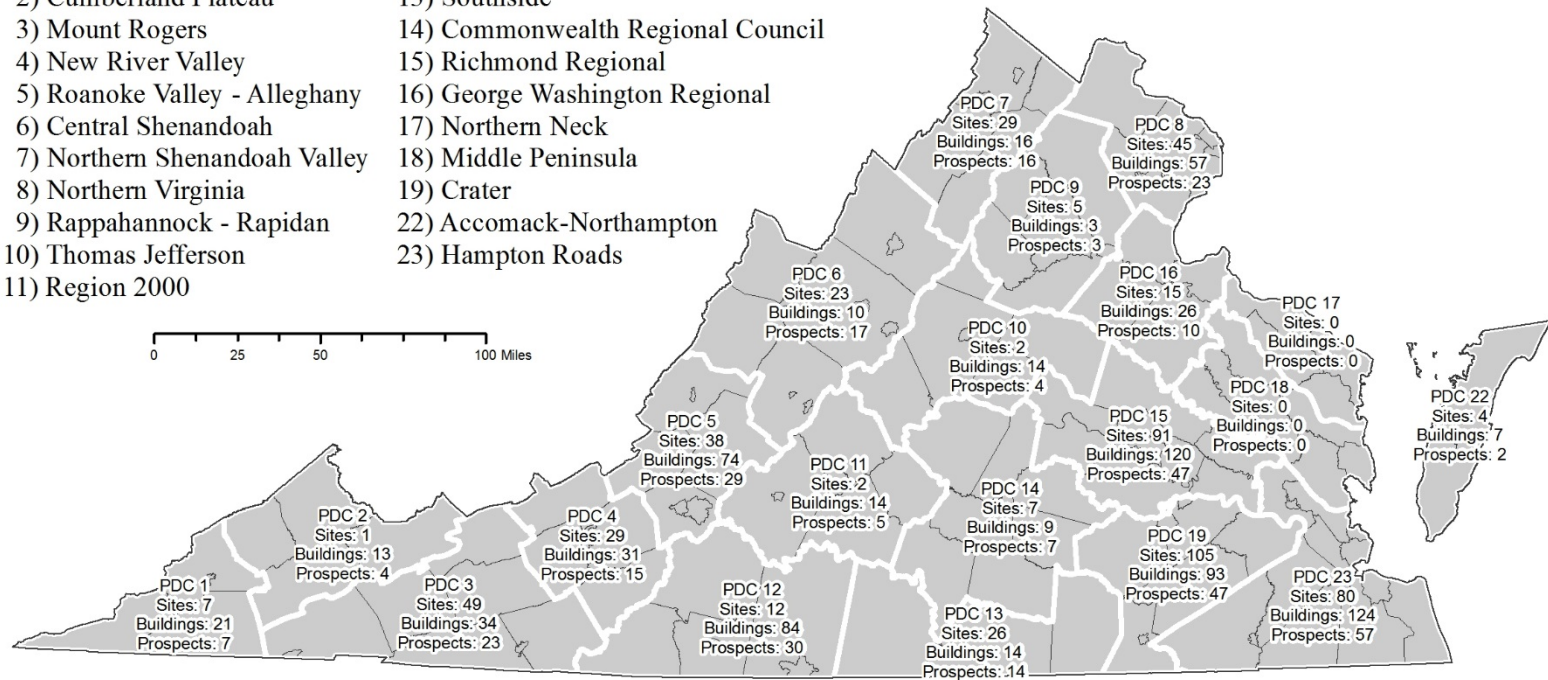 2) Cumberland Plateau
3) Mount Rogers
4) New River Valley
5) Roanoke Valley - Alleghany
6) Central Shenandoah
7) Northern Shenandoah Valley
8) Northern Virginia
9) Rappahannock - Rapidan
10) Thomas Jefferson
11) Region 2000
13) Southside
14) Commonwealth Regional Council
15) Richmond Regional
16) George Washington Regional
17) Northern Neck
18) Middle Peninsula
19) Crater
22) Accomack-Northampton
23) Hampton Roads
0 25 50 100 Miles
PDC 7
Sites: 29
Buildings: 16
Prospects: 16
PDC 8
Sites: 45
Buildings: 57
Prospects: 23
PDC 9
Sites: 5
Buildings: 3
Prospects: 3
PDC 6
Sites: 23
Buildings: 10
Prospects: 17
PDC 16
Sites: 15
Buildings: 26
Prospects: 10
PDC 17
Sites: 0
Buildings: 0
Prospects: 0
PDC 10
Sites: 2
Buildings: 14
Prospects: 4
PDC 18
Sites: 0
Buildings: 0
Prospects: 0
PDC 22
Sites: 4
Buildings: 7
Prospects: 2
PDC 5
Sites: 38
Buildings: 74
Prospects: 29
PDC 15
Sites: 91
Buildings: 120
Prospects: 47
PDC 11
Sites: 2
Buildings: 14
Prospects: 5
PDC 14
Sites: 7
Buildings: 9
Prospects: 7
PDC 2
Sites: 1
Buildings: 13
Prospects: 4
PDC 4
Sites: 29
Buildings: 31
Prospects: 15
PDC 19
Sites: 105
Buildings: 93
Prospects: 47
PDC 1
Sites: 7
Buildings: 21
Prospects: 7
PDC 3
Sites: 49
Buildings: 34
Prospects: 23
PDC 12
Sites: 12
Buildings: 84
Prospects: 30
PDC 13
Sites: 26
Buildings: 14
Prospects: 14
PDC 23
Sites: 80
Buildings: 124
Prospects: 57